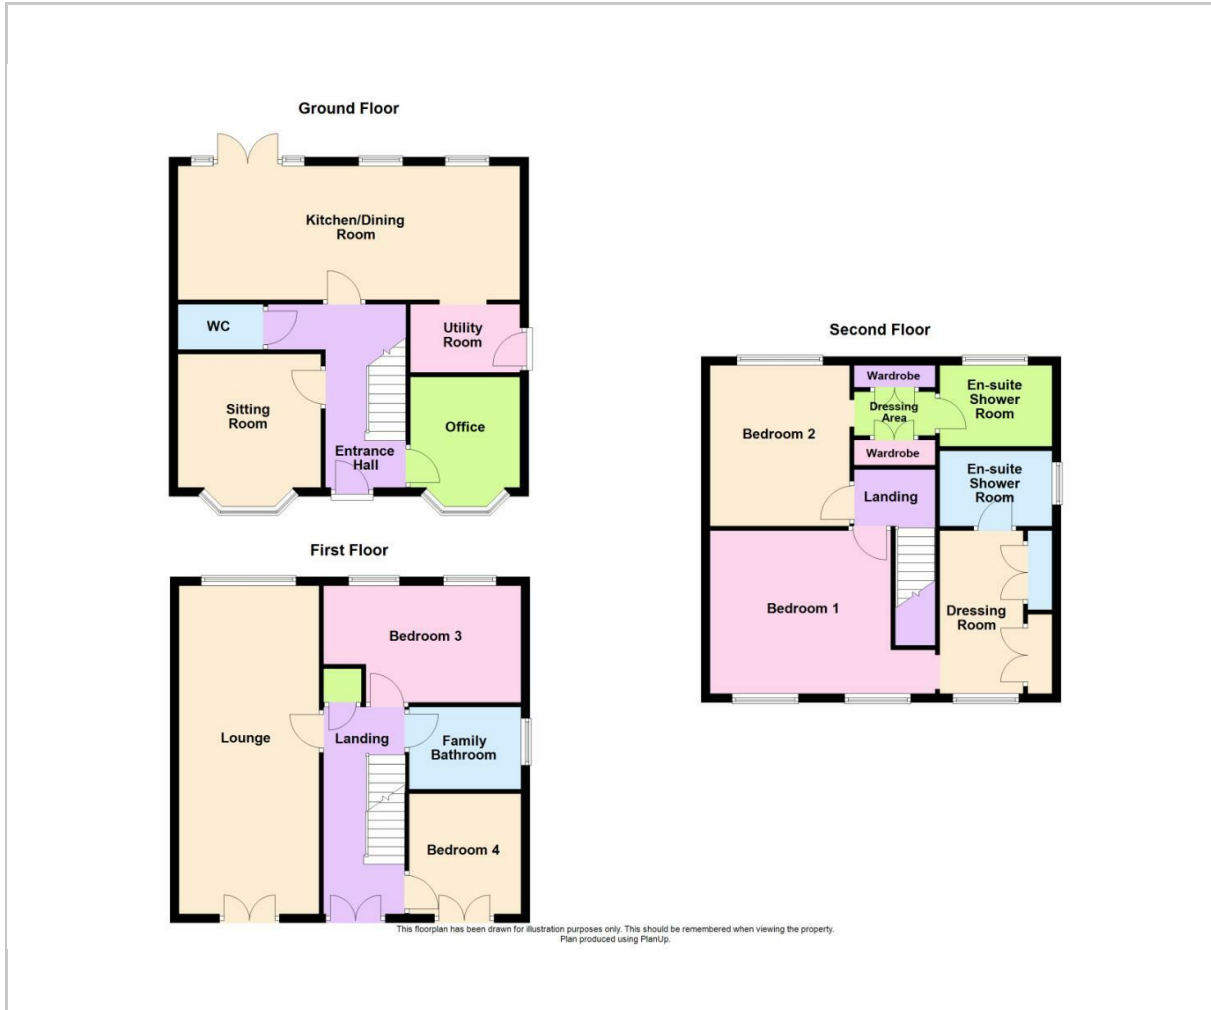 Ground Floor
Kitchen/Dining
Room
WC
Utility
Room
Sitting
Room
Office
Entrance
Hall
First Floor
Bedroom 3
Lounge
Landing
Family
Bathroom
Bedroom 4
Second Floor
Wardrobe
En-suite
Shower
Room
Dressing
Area
Bedroom 2
Wardrobe
En-suite
Shower
Room
Landing
Bedroom 1
Dressing
Room
This floorplan has been drawn for illustration purposes only. This should be remembered when viewing the property.
Plan produced using PlanUp.